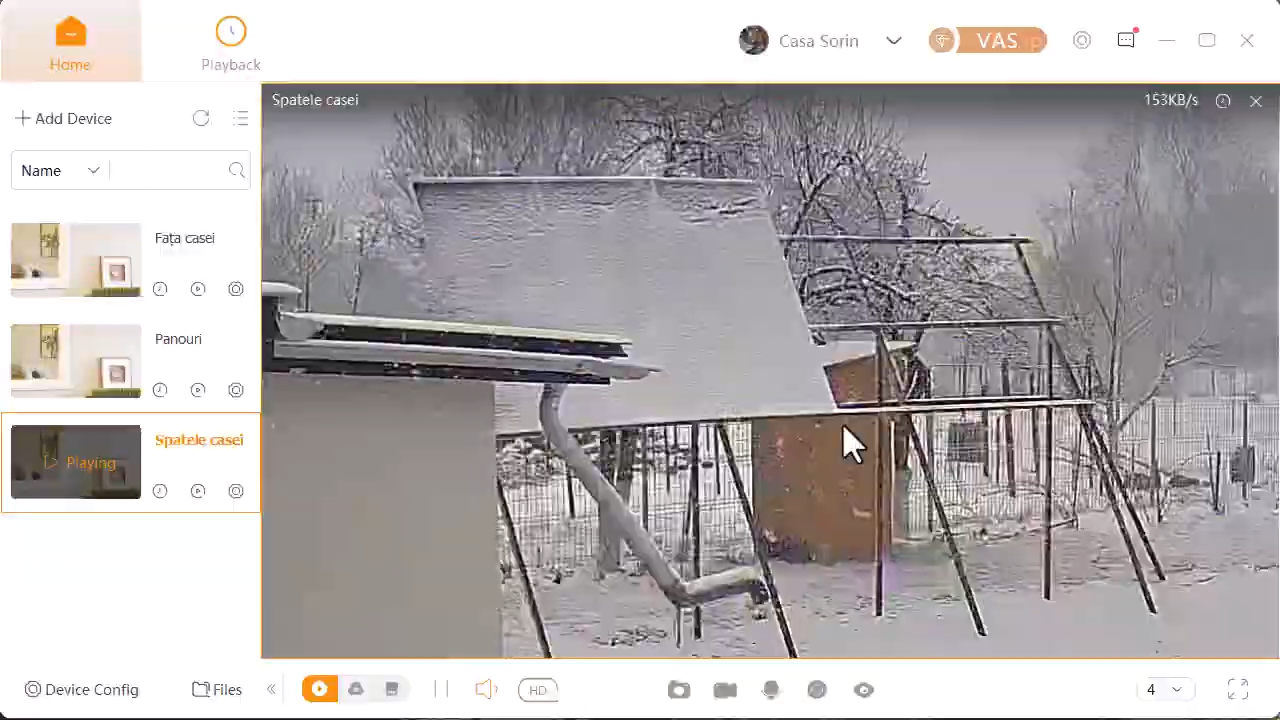 Home
Playback
Casa Sorin
VAS
Add Device
Name
Spatele casei
153KB/s
Fața casei
Panouri
Playing
Spatele casei
Device Config
Files
HD
4